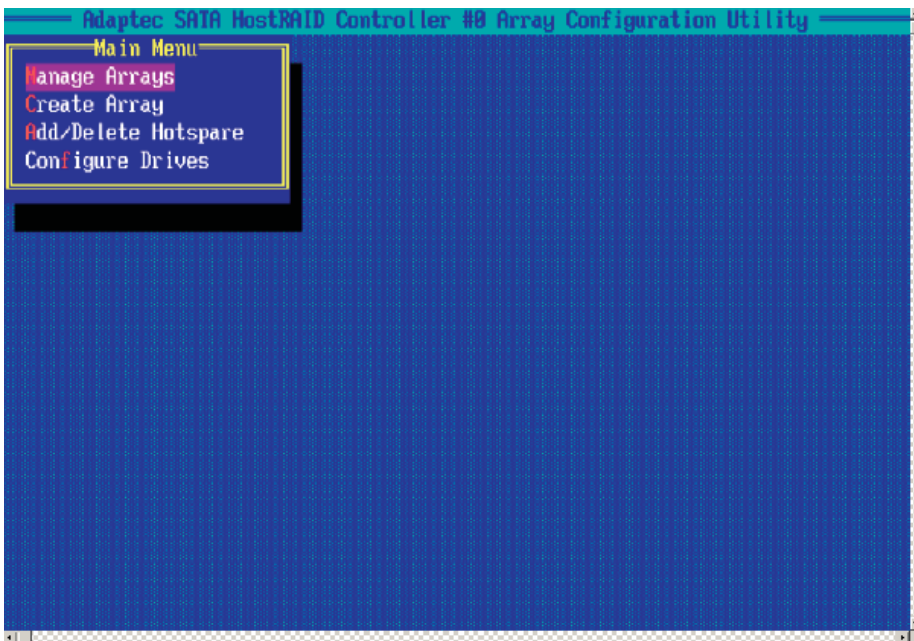 Adaptec SATA HostRAID Controller #0 Array Configuration Utility
Main Menu
Manage Arrays
Create Array
Add/Delete Hotspare
Configure Drives